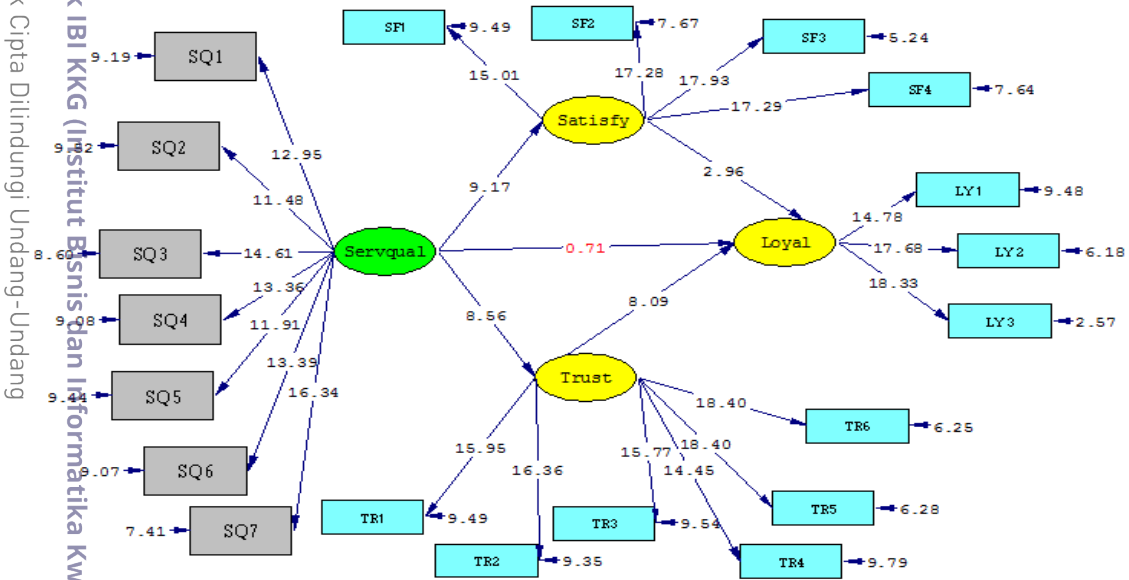 k IBI KKG (Institut Bisnis dan Informatika Kw
k Cipta Dilindungi Undang-Undang
SF1
9.49
SF2
7.67
SF3
5.24
SF4
7.64
9.19
SQ1
15.01
17.28
17.93
17.29
Satisfy
SQ2
12.95
11.48
9.17
2.96
LY1
9.48
14.78
8.60
SQ3
14.61
Servqual
0.71
Loyal
17.68
LY2
6.18
13.36
18.33
9.08
SQ4
11.91
8.56
8.09
LY3
2.57
13.39
9.44
SQ5
16.34
Trust
18.40
TR6
6.25
15.95
16.36
15.77
18.40
14.45
9.07
SQ6
7.41
SQ7
TR1
9.49
TR3
9.54
TR5
6.28
TR2
9.35
TR4
9.79